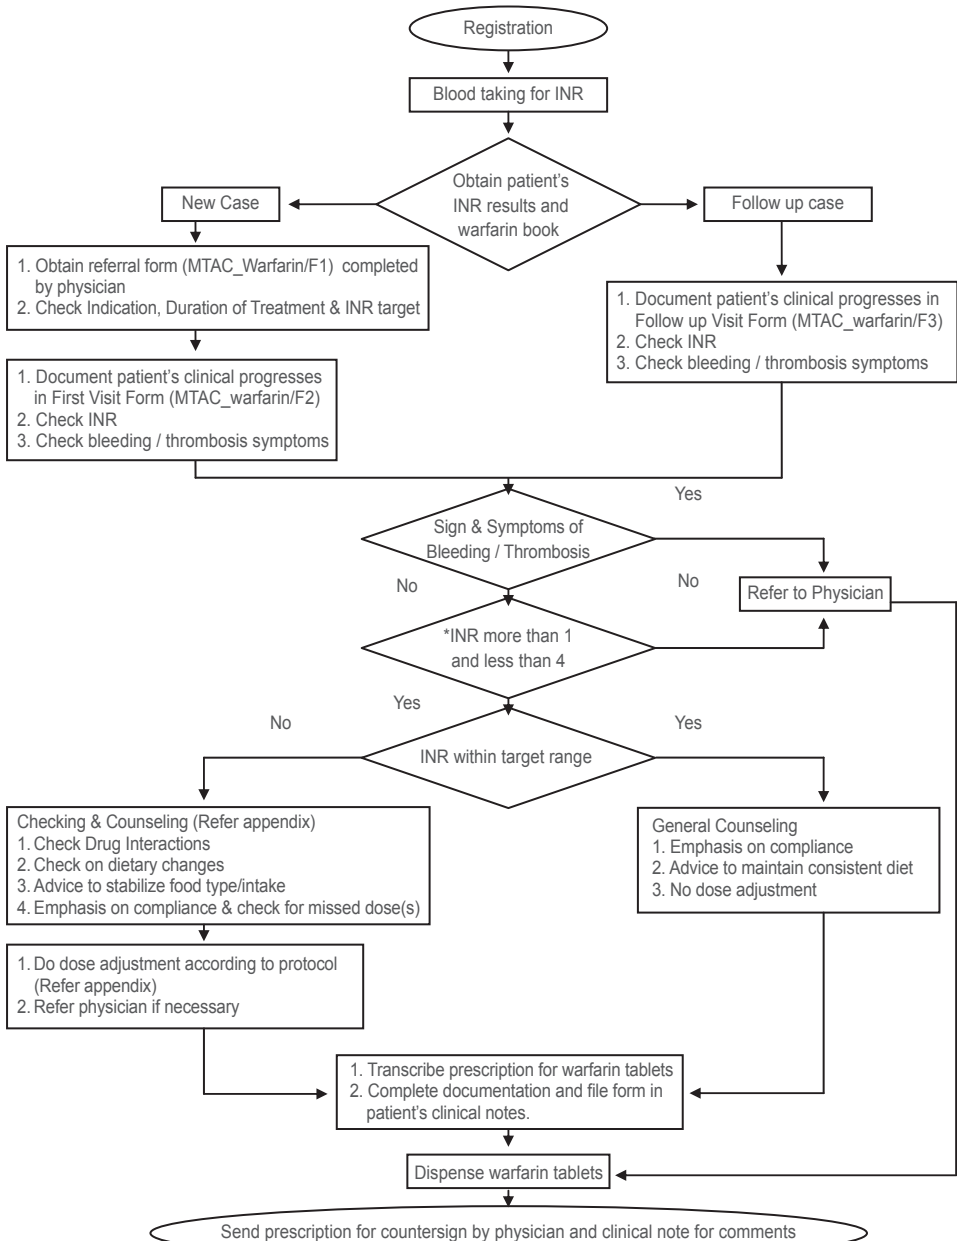 Registration
Blood taking for INR
Obtain patient's
INR results and
warfarin book
New Case
Follow up case
1. Obtain referral form (MTAC_Warfarin/F1) completed
by physician
2. Check Indication, Duration of Treatment & INR target
1. Document patient's clinical progresses in
Follow up Visit Form (MTAC_warfarin/F3)
2. Check INR
3. Check bleeding / thrombosis symptoms
1. Document patient's clinical progresses
in First Visit Form (MTAC_warfarin/F2)
2. Check INR
3. Check bleeding / thrombosis symptoms
Yes
Sign & Symptoms of
Bleeding / Thrombosis
No
No
Refer to Physician
*INR more than 1
and less than 4
Yes
No
Yes
INR within target range
Checking & Counseling (Refer appendix)
1. Check Drug Interactions
2. Check on dietary changes
3. Advice to stabilize food type/intake
4. Emphasis on compliance & check for missed dose(s)
General Counseling
1. Emphasis on compliance
2. Advice to maintain consistent diet
3. No dose adjustment
1. Do dose adjustment according to protocol
(Refer appendix)
2. Refer physician if necessary
1. Transcribe prescription for warfarin tablets
2. Complete documentation and file form in
patient's clinical notes.
Dispense warfarin tablets
Send prescription for countersign by physician and clinical note for comments